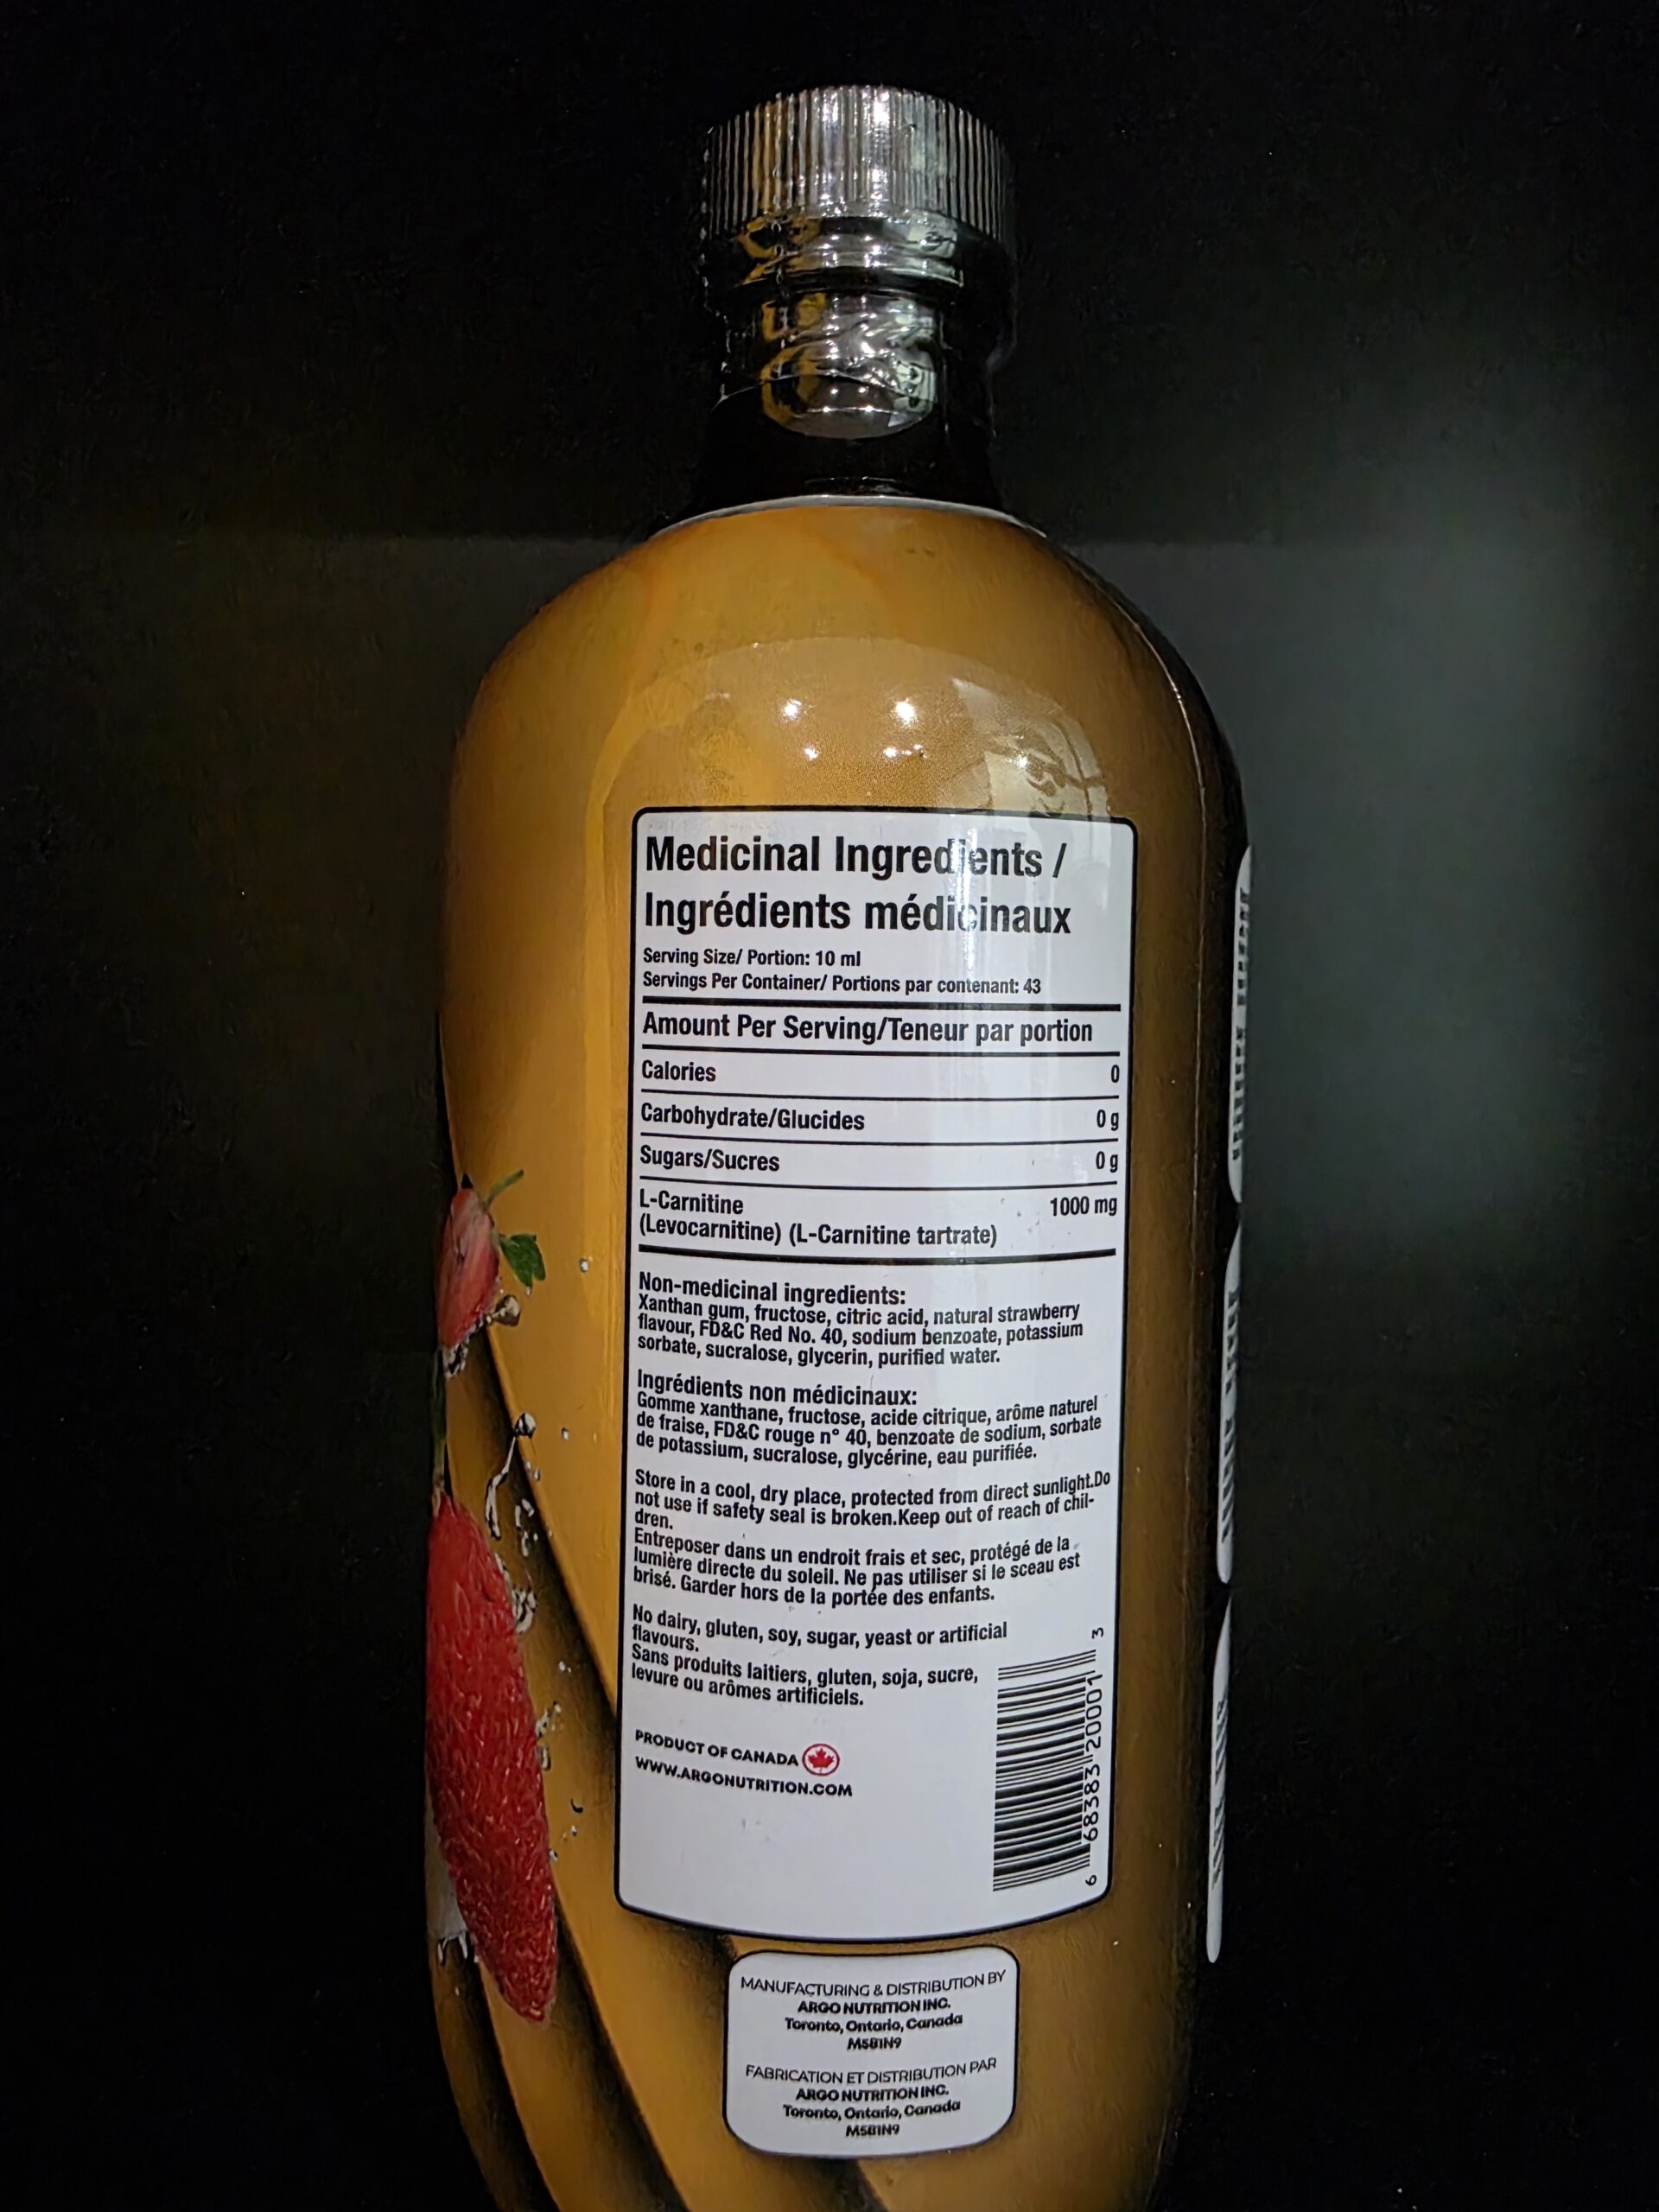 Medicinal Ingredients /
Ingrédients médicinaux
Serving Size/ Portion: 10 ml
Servings Per Container/ Portions par contenant: 43
Amount Per Serving/Teneur par portion
Calories 0
Carbohydrate/Glucides 0 g
Sugars/Sucres 0 g
L-Carnitine 1000 mg
(Levocarnitine) (L-Carnitine tartrate)
Non-medicinal ingredients:
Xanthan gum, fructose, citric acid, natural strawberry
flavour, FD&C Red No. 40, sodium benzoate, potassium
sorbate, sucralose, glycerin, purified water.
Ingrédients non médicinaux:
Gomme xanthane, fructose, acide citrique, arôme naturel
de fraise, FD&C rouge n° 40, benzoate de sodium, sorbate
de potassium, sucralose, glycérine, eau purifiée.
Store in a cool, dry place, protected from direct sunlight.Do
not use if safety seal is broken.Keep out of reach of chil-
dren.
Entreposer dans un endroit frais et sec, protégé de la
lumière directe du soleil. Ne pas utiliser si le sceau est
brisé. Garder hors de la portée des enfants.
No dairy, gluten, soy, sugar, yeast or artificial
flavours.
Sans produits laitiers, gluten, soja, sucre,
levure ou arômes artificiels.
PRODUCT OF CANADA
WWW.ARGONUTRITION.COM
6 68383 20001 3
MANUFACTURING & DISTRIBUTION BY
ARGO NUTRITION INC.
Toronto, Ontario, Canada
M5B1N9
FABRICATION ET DISTRIBUTION PAR
ARGO NUTRITION INC.
Toronto, Ontario, Canada
M5B1N9